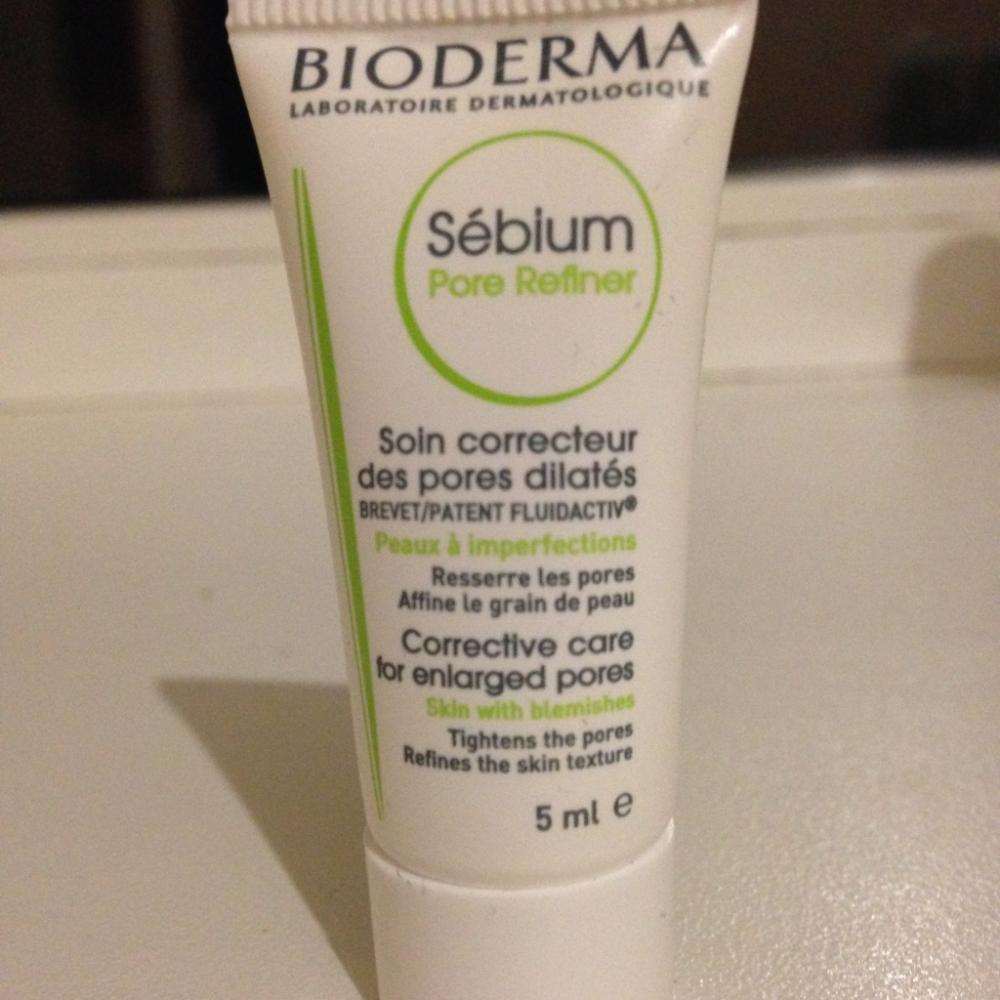 BIODERMA
LABORATOIRE DERMATOLOGIQUE
Sébium
Pore Refiner
Soin correcteur
des pores dilatés
BREVET/PATENT FLUIDACTIV®
Peaux à imperfections
Resserre les pores
Affine le grain de peau
Corrective care
for enlarged pores
Skin with blemishes
Tightens the pores
Refines the skin texture
5 ml ℮